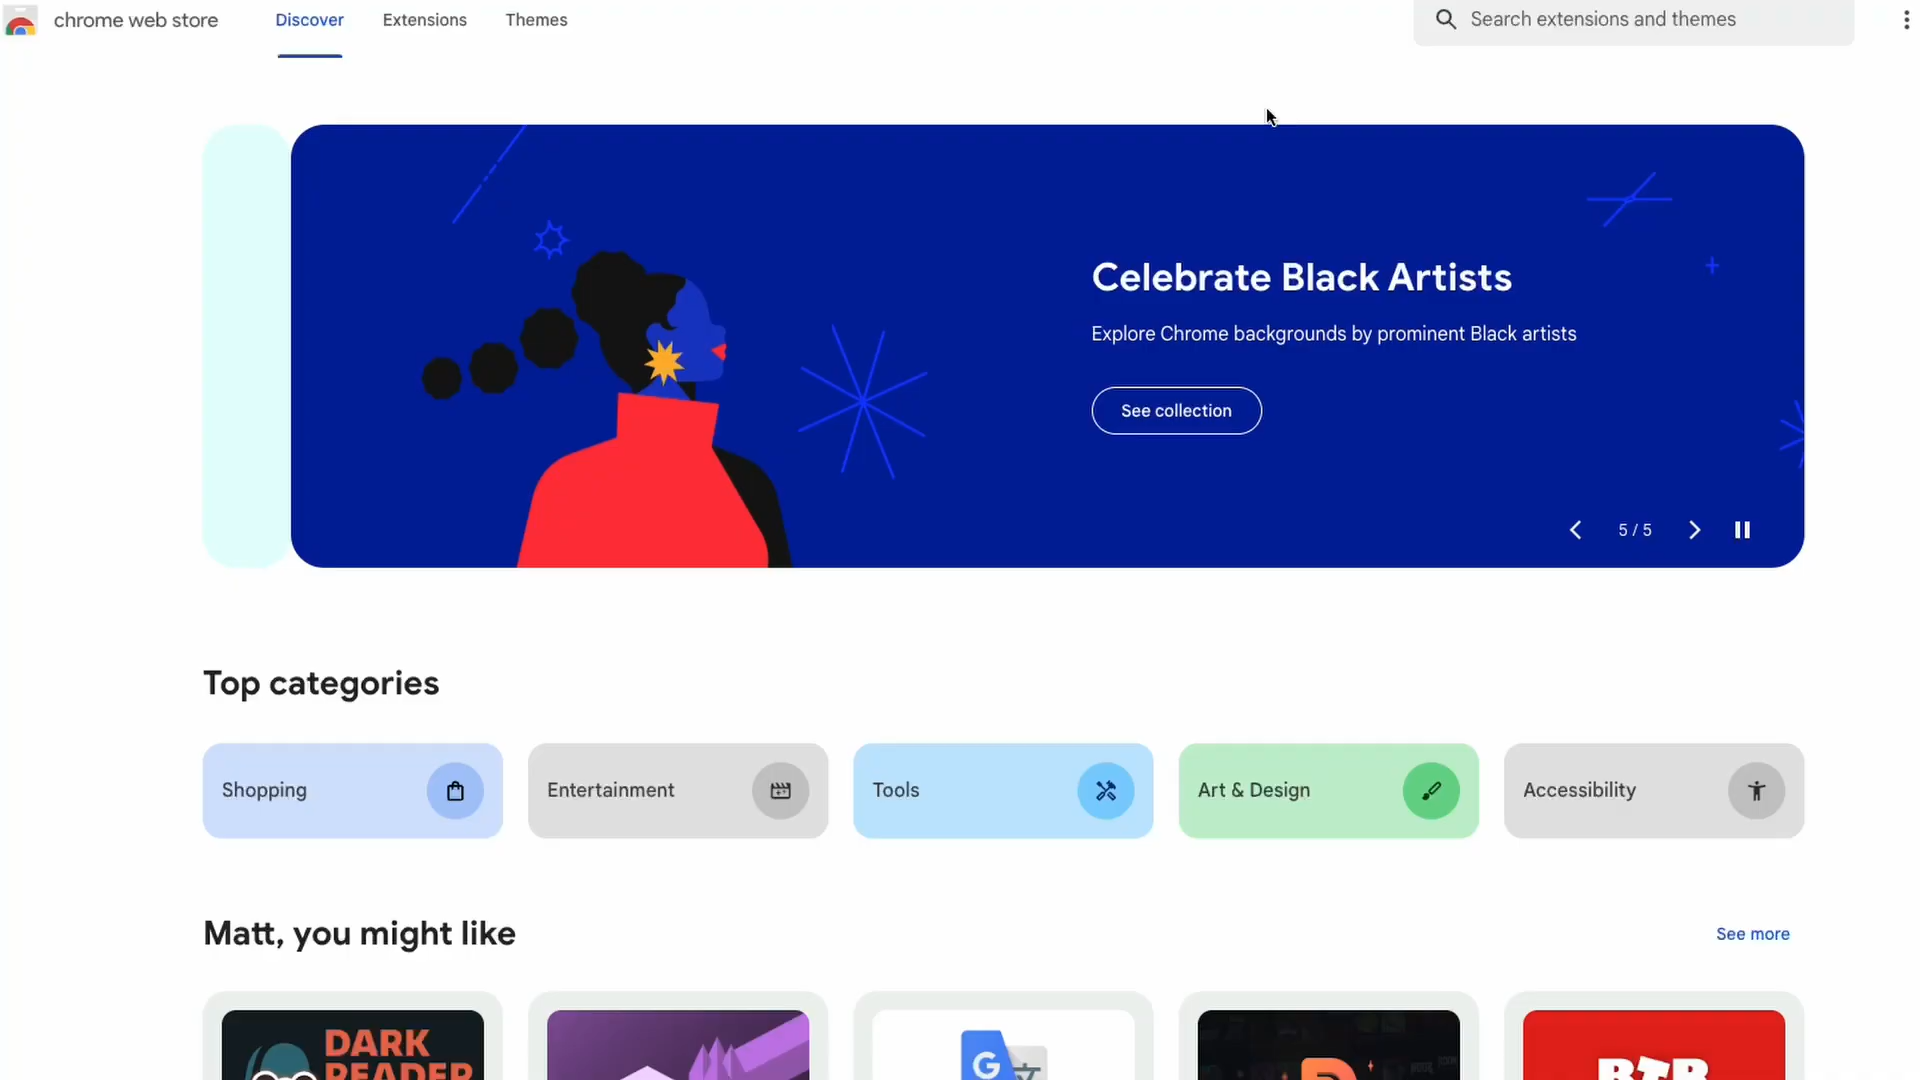 chrome web store
Discover
Extensions
Themes
Search extensions and themes
Celebrate Black Artists
Explore Chrome backgrounds by prominent Black artists
See collection
5 / 5
Top categories
Shopping
Entertainment
Tools
Art & Design
Accessibility
Matt, you might like
See more
DARK
READER
G